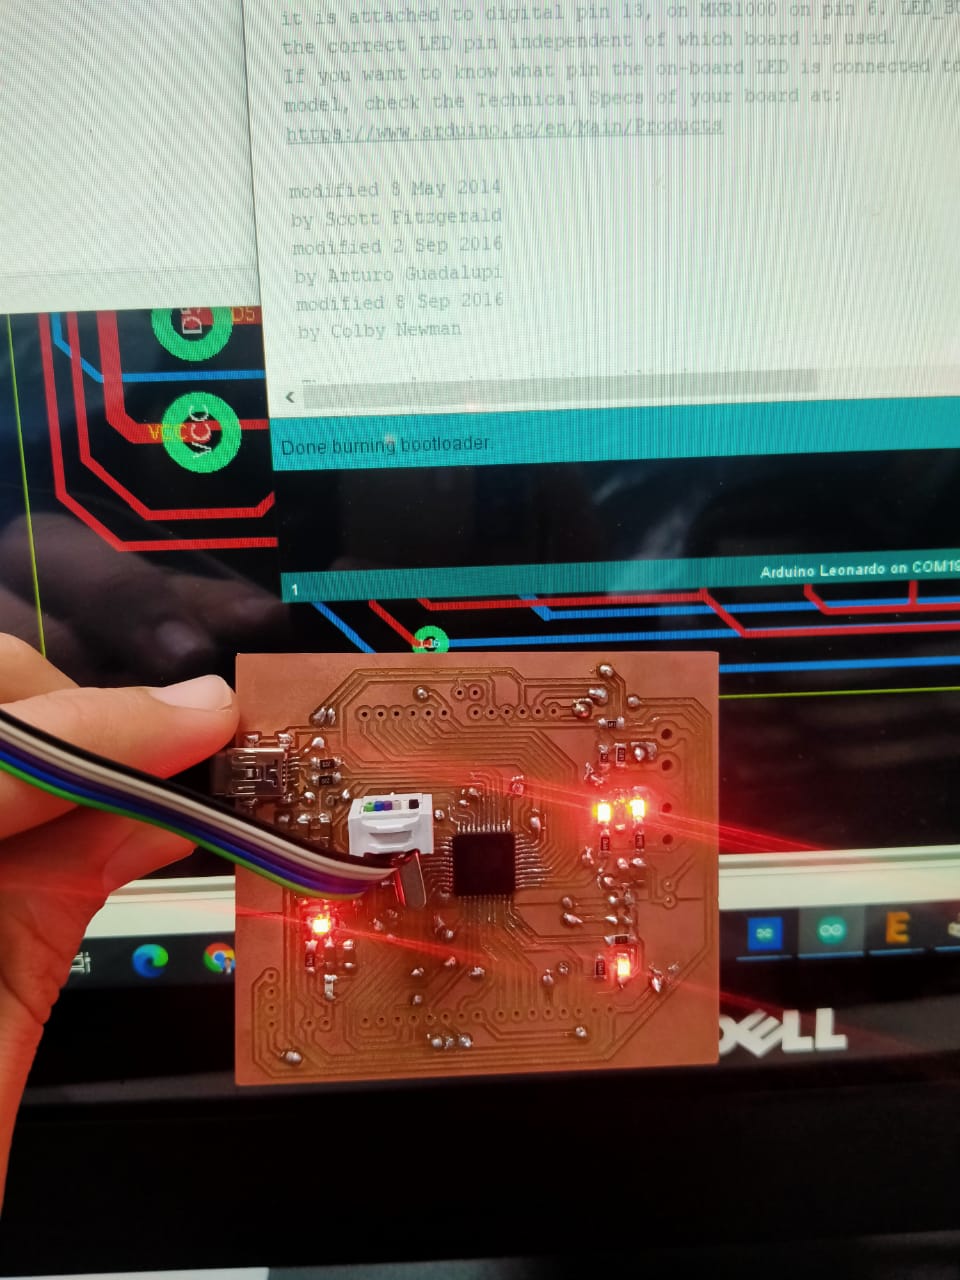 it is attached to digital pin 13, on MKR1000 on pin 6. LED_B
the correct LED pin independent of which board is used.
If you want to know what pin the on-board LED is connected to
model, check the Technical Specs of your board at:
https://www.arduino.cc/en/Main/Products
modified 8 May 2014
by Scott Fitzgerald
modified 2 Sep 2016
by Arturo Guadalupi
modified 8 Sep 2016
by Colby Newman
D5
D5
VCC
VCC
Done burning bootloader.
1
Arduino Leonardo on COM19
DELL